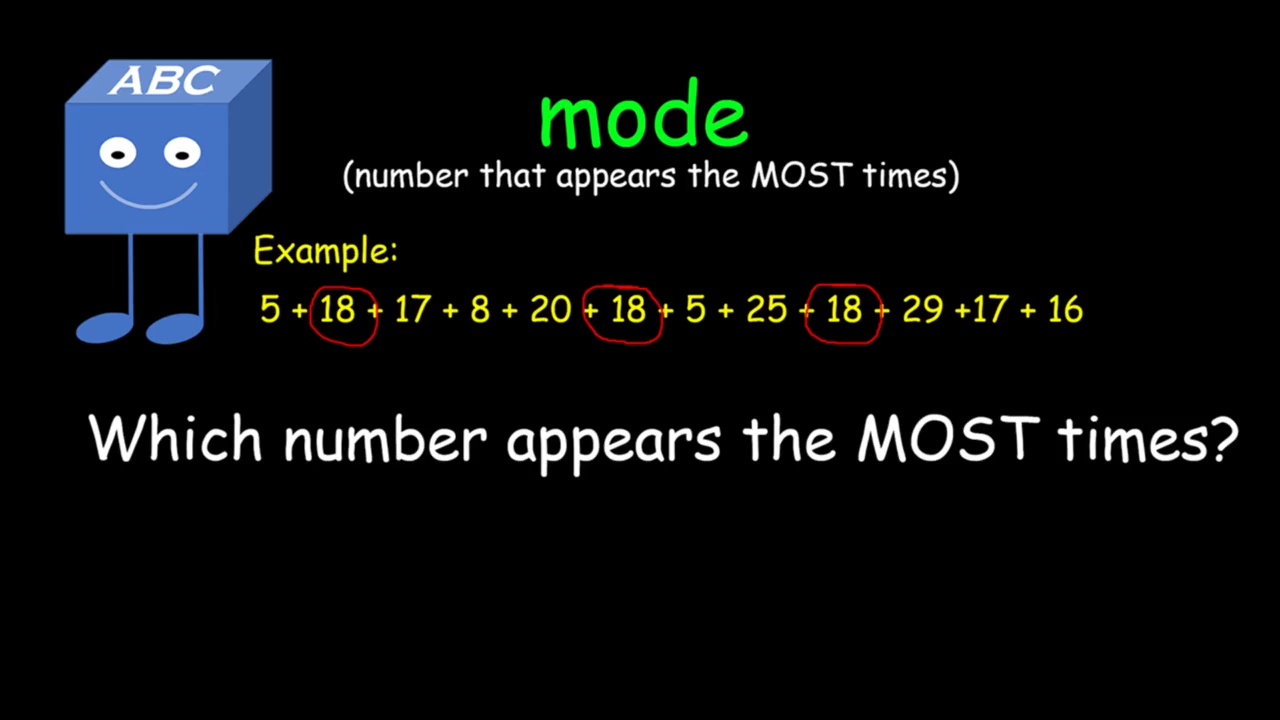 ABC
mode
(number that appears the MOST times)
Example:
5 + 18 + 17 + 8 + 20 + 18 + 5 + 25 + 18 + 29 +17 + 16
Which number appears the MOST times?